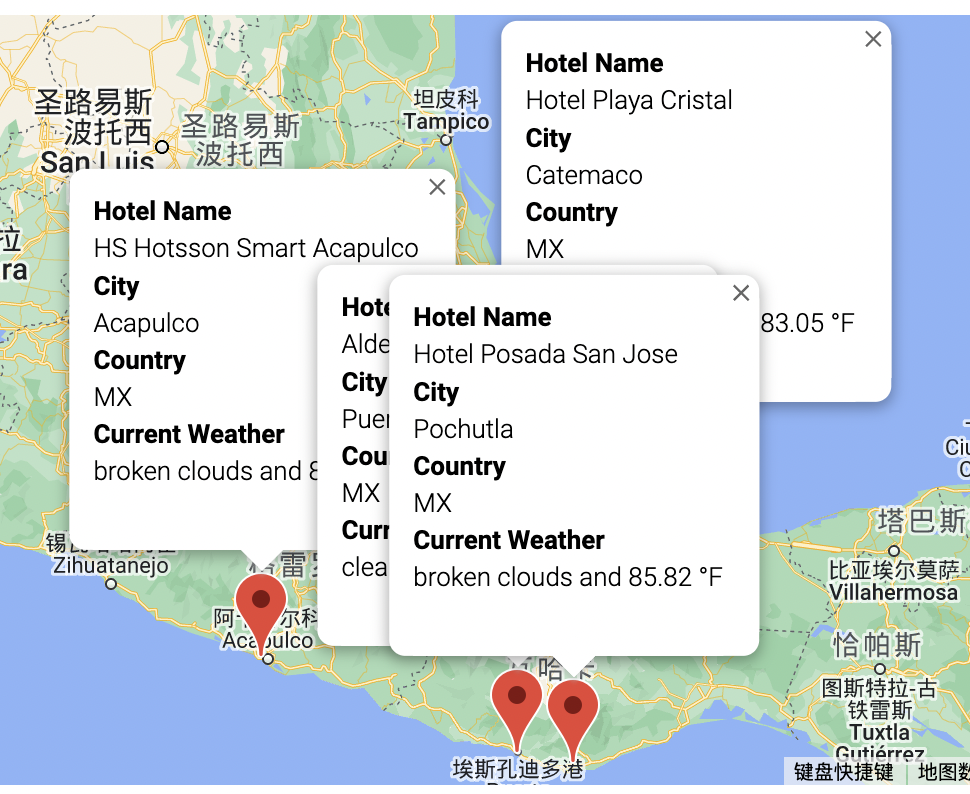 圣路易斯
波托西
San Luis
圣路易斯
波托西
坦皮科
Tampico
拉
ra
Hotel Name
Hotel Playa Cristal
City
Catemaco
Country
MX
83.05 °F
Hotel Name
HS Hotsson Smart Acapulco
City
Acapulco
Country
MX
Current Weather
broken clouds and 8
Hote
Alde
City
Puer
Cou
MX
Curr
clea
Hotel Name
Hotel Posada San Jose
City
Pochutla
Country
MX
Current Weather
broken clouds and 85.82 °F
Zihuatanejo
Acapulco
Ciu
塔巴斯
比亚埃尔莫萨
Villahermosa
恰帕斯
图斯特拉-古
铁雷斯
Tuxtla
Gutiérrez
埃斯孔迪多港
键盘快捷键
地图数